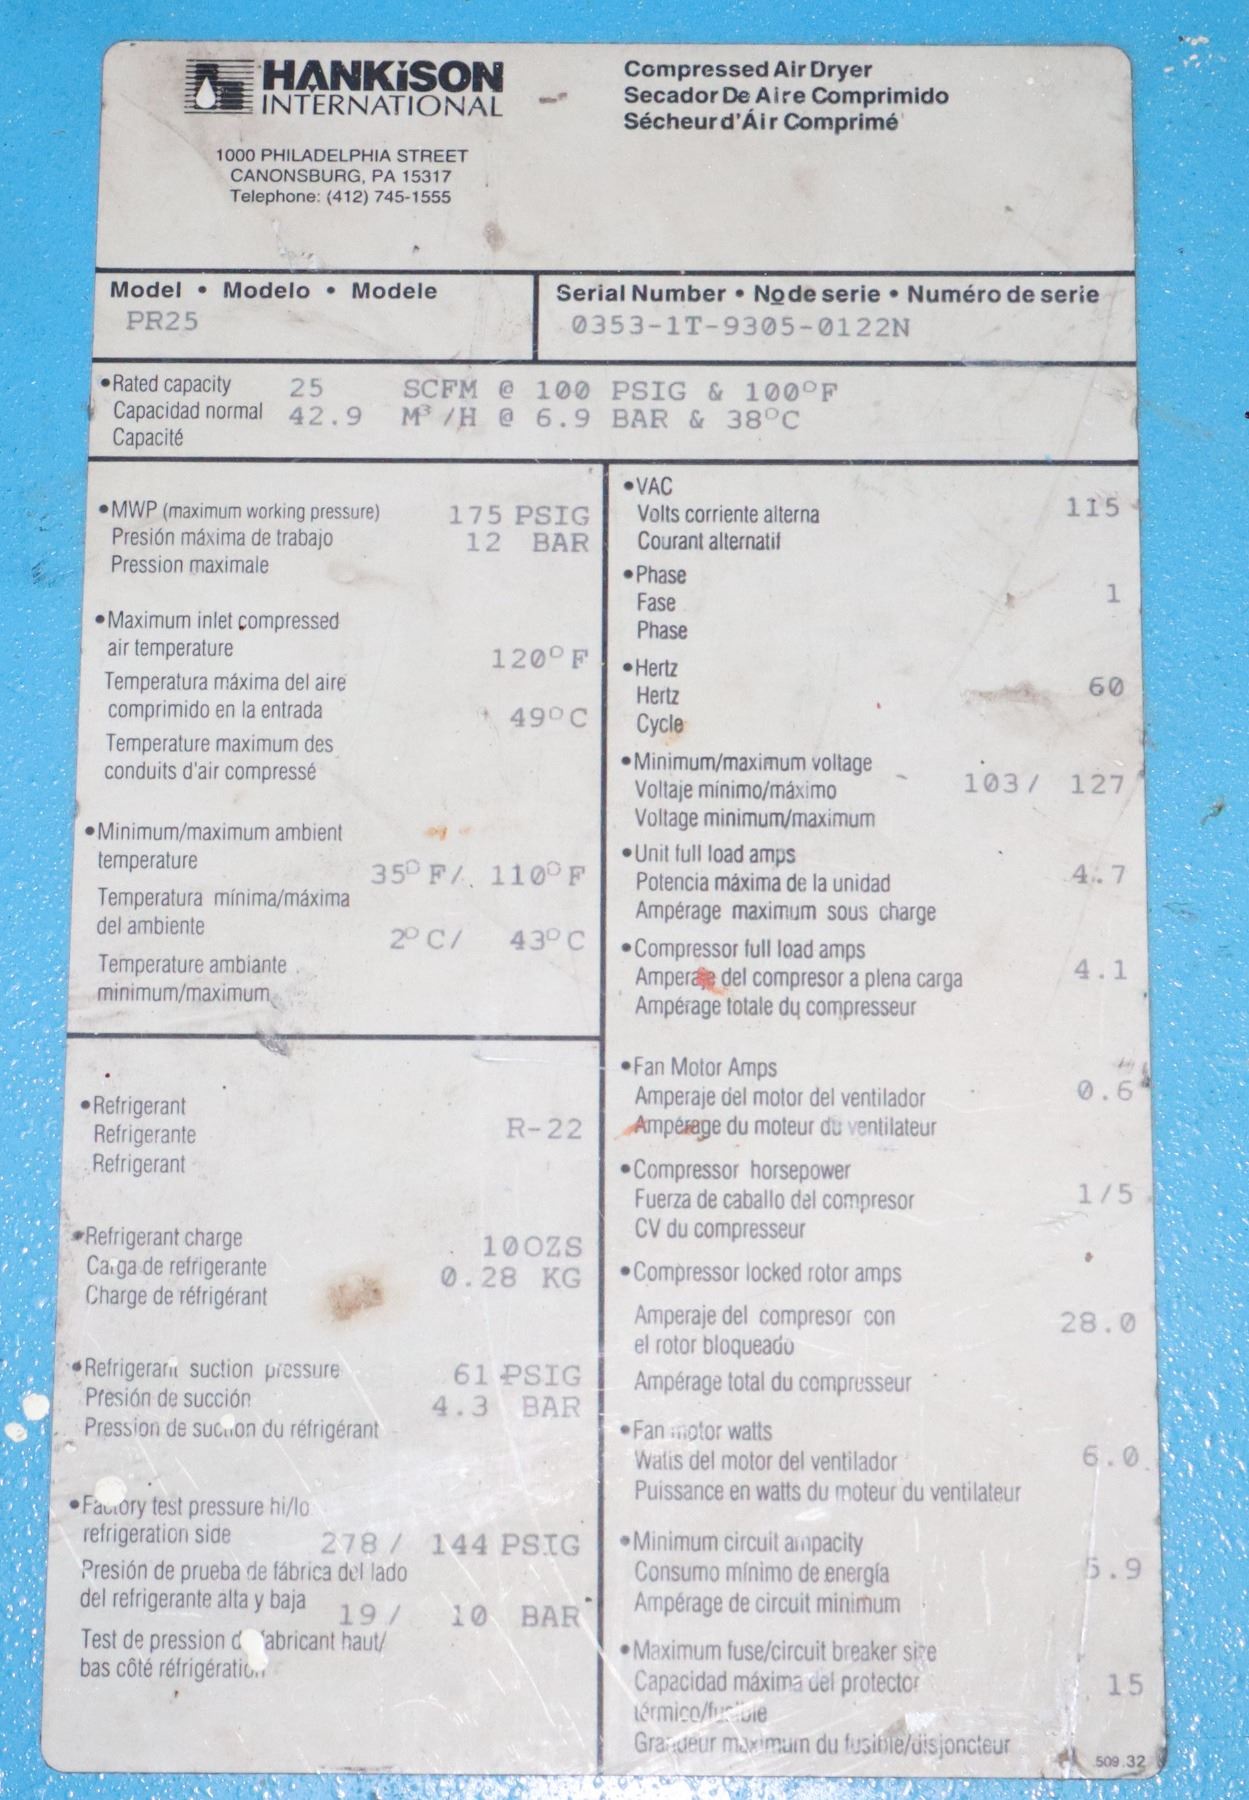 HANKiSON
INTERNATIONAL
1000 PHILADELPHIA STREET
CANONSBURG, PA 15317
Telephone: (412) 745-1555
Compressed Air Dryer
Secador De Aire Comprimido
Sécheur d'Áir Comprimé
Model • Modelo • Modele
PR25
Serial Number • No de serie • Numéro de serie
0353-1T-9305-0122N
•Rated capacity 25 SCFM @ 100 PSIG & 100°F
Capacidad normal 42.9 M³/H @ 6.9 BAR & 38°C
Capacité
•MWP (maximum working pressure) 175 PSIG
Presión máxima de trabajo 12 BAR
Pression maximale
•Maximum inlet compressed
air temperature 120°F
Temperatura máxima del aire
comprimido en la entrada 49°C
Temperature maximum des
conduits d'air compressé
•Minimum/maximum ambient
temperature 35°F/ 110°F
Temperatura mínima/máxima
del ambiente 2°C/ 43°C
Temperature ambiante
minimum/maximum
•Refrigerant
Refrigerante R-22
Refrigerant
•Refrigerant charge 10OZS
Carga de refrigerante 0.28 KG
Charge de réfrigérant
•Refrigerant suction pressure 61 PSIG
Presión de succión 4.3 BAR
Pression de suction du réfrigérant
•Factory test pressure hi/lo
refrigeration side 278/ 144 PSIG
Presión de prueba de fábrica del lado
del refrigerante alta y baja 19/ 10 BAR
Test de pression du fabricant haut/
bas côté réfrigération
•VAC
Volts corriente alterna 115
Courant alternatif
•Phase
Fase 1
Phase
•Hertz
Hertz 60
Cycle
•Minimum/maximum voltage
Voltaje mínimo/máximo 103/ 127
Voltage minimum/maximum
•Unit full load amps
Potencia máxima de la unidad 4.7
Ampérage maximum sous charge
•Compressor full load amps
Amperaje del compresor a plena carga 4.1
Ampérage totale du compresseur
•Fan Motor Amps
Amperaje del motor del ventilador 0.6
Ampérage du moteur du ventilateur
•Compressor horsepower
Fuerza de caballo del compresor 1/5
CV du compresseur
•Compressor locked rotor amps
Amperaje del compresor con 28.0
el rotor bloqueado
Ampérage total du compresseur
•Fan motor watts
Watts del motor del ventilador 6.0
Puissance en watts du moteur du ventilateur
•Minimum circuit ampacity
Consumo mínimo de energía 5.9
Ampérage de circuit minimum
•Maximum fuse/circuit breaker size
Capacidad máxima del protector 15
térmico/fusible
Grandeur maximum du fusible/disjoncteur
509.32